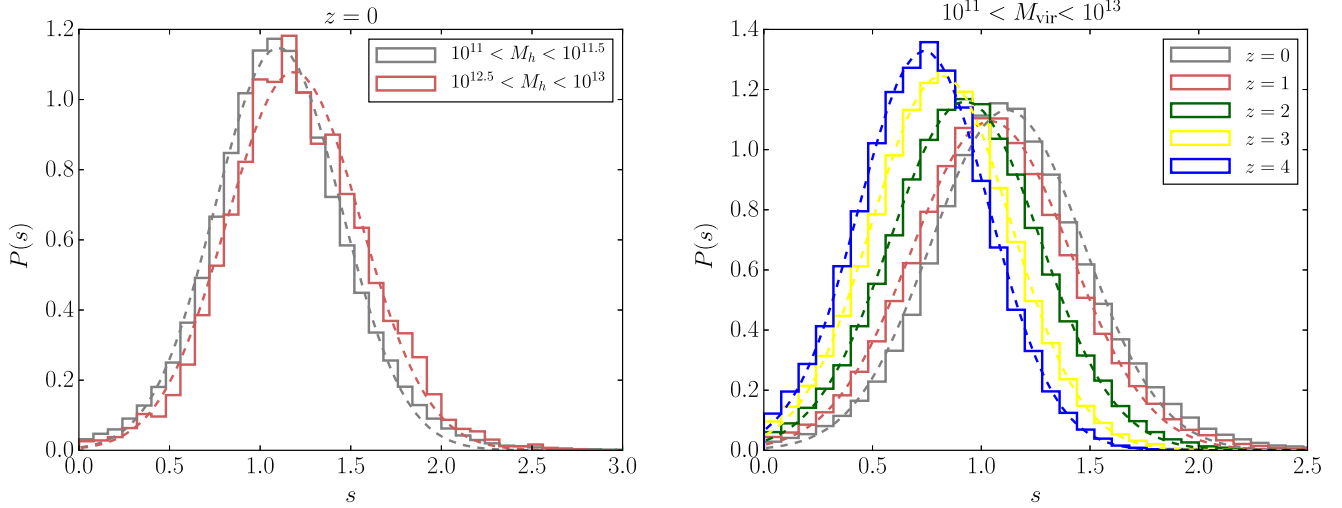 z = 0
10^{11} < M_h < 10^{11.5}
10^{12.5} < M_h < 10^{13}
P(s)
1.2
1.0
0.8
0.6
0.4
0.2
0.0
0.0 0.5 1.0 1.5 2.0 2.5 3.0
s
10^{11} < M_{vir} < 10^{13}
z = 0
z = 1
z = 2
z = 3
z = 4
P(s)
1.4
1.2
1.0
0.8
0.6
0.4
0.2
0.0
0.0 0.5 1.0 1.5 2.0 2.5
s